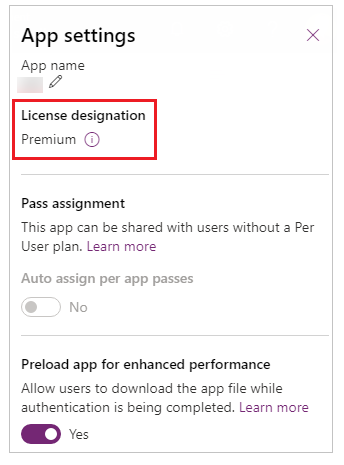 App settings
App name
License designation
Premium
Pass assignment
This app can be shared with users without a Per
User plan. Learn more
Auto assign per app passes
No
Preload app for enhanced performance
Allow users to download the app file while
authentication is being completed. Learn more
Yes